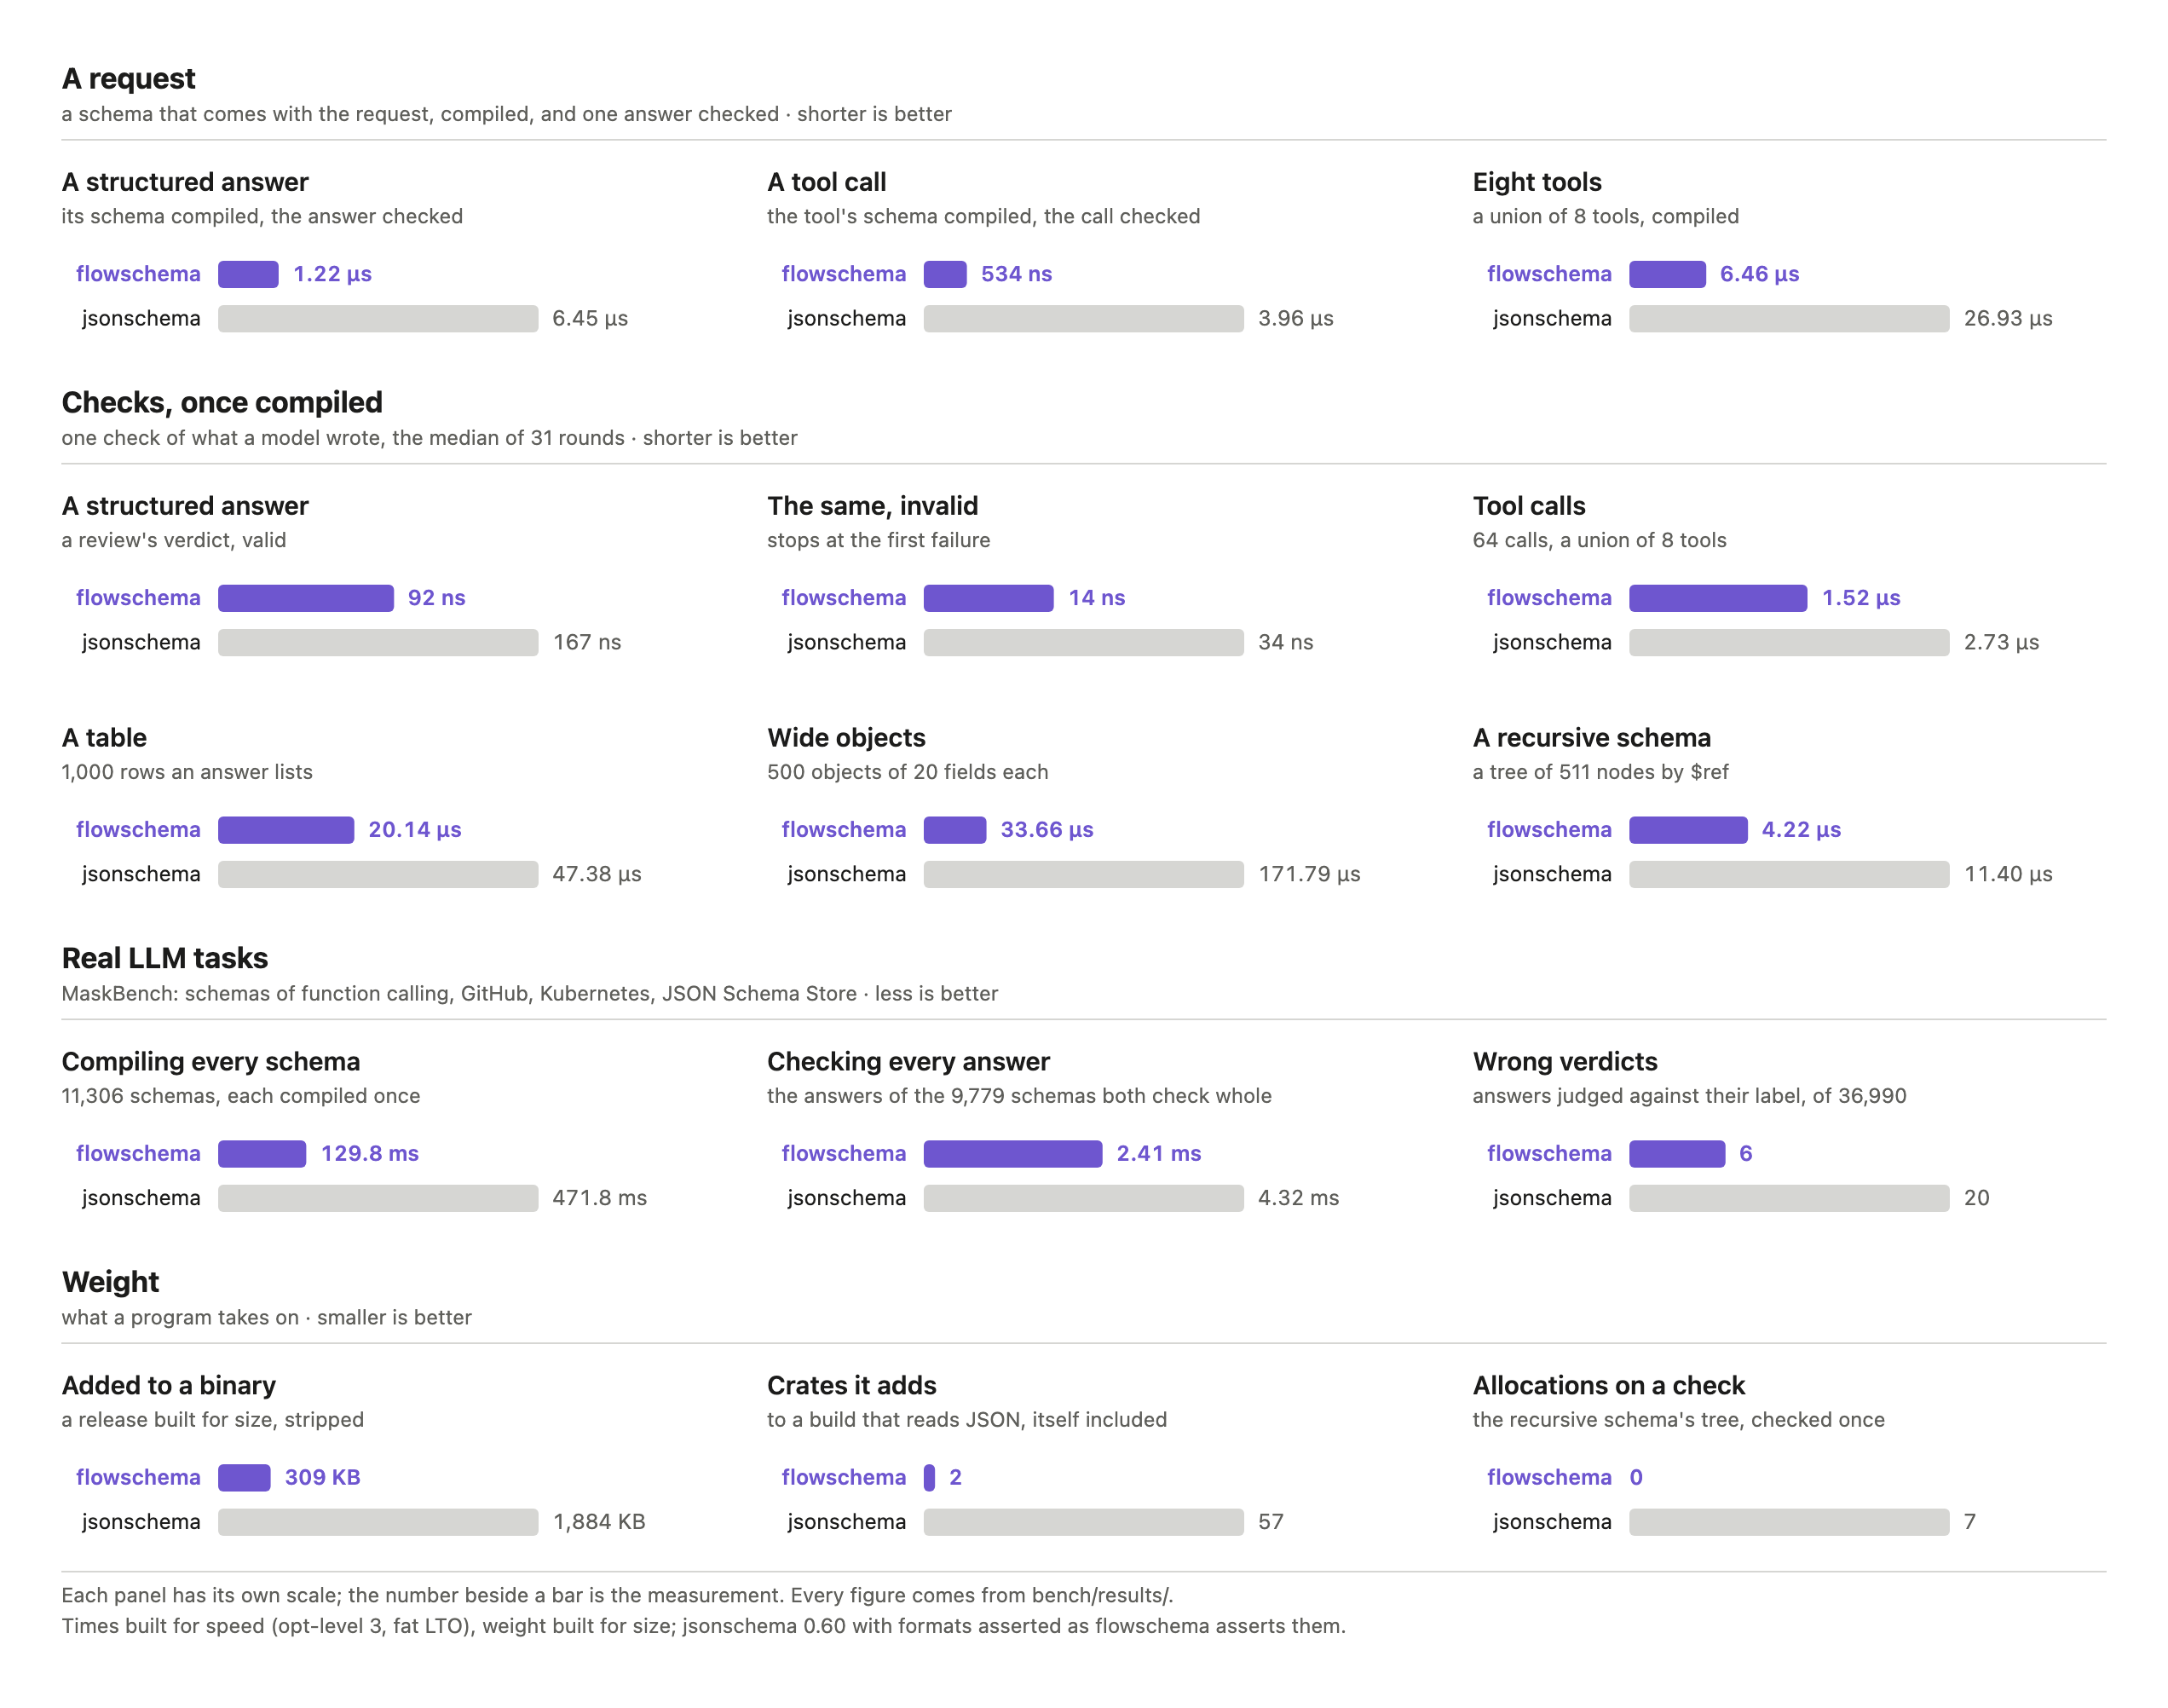 A request
a schema that comes with the request, compiled, and one answer checked · shorter is better
A structured answer
its schema compiled, the answer checked
flowschema 1.22 µs
jsonschema 6.45 µs
A tool call
the tool's schema compiled, the call checked
flowschema 534 ns
jsonschema 3.96 µs
Eight tools
a union of 8 tools, compiled
flowschema 6.46 µs
jsonschema 26.93 µs
Checks, once compiled
one check of what a model wrote, the median of 31 rounds · shorter is better
A structured answer
a review's verdict, valid
flowschema 92 ns
jsonschema 167 ns
The same, invalid
stops at the first failure
flowschema 14 ns
jsonschema 34 ns
Tool calls
64 calls, a union of 8 tools
flowschema 1.52 µs
jsonschema 2.73 µs
A table
1,000 rows an answer lists
flowschema 20.14 µs
jsonschema 47.38 µs
Wide objects
500 objects of 20 fields each
flowschema 33.66 µs
jsonschema 171.79 µs
A recursive schema
a tree of 511 nodes by $ref
flowschema 4.22 µs
jsonschema 11.40 µs
Real LLM tasks
MaskBench: schemas of function calling, GitHub, Kubernetes, JSON Schema Store · less is better
Compiling every schema
11,306 schemas, each compiled once
flowschema 129.8 ms
jsonschema 471.8 ms
Checking every answer
the answers of the 9,779 schemas both check whole
flowschema 2.41 ms
jsonschema 4.32 ms
Wrong verdicts
answers judged against their label, of 36,990
flowschema 6
jsonschema 20
Weight
what a program takes on · smaller is better
Added to a binary
a release built for size, stripped
flowschema 309 KB
jsonschema 1,884 KB
Crates it adds
to a build that reads JSON, itself included
flowschema 2
jsonschema 57
Allocations on a check
the recursive schema's tree, checked once
flowschema 0
jsonschema 7
Each panel has its own scale; the number beside a bar is the measurement. Every figure comes from bench/results/.
Times built for speed (opt-level 3, fat LTO), weight built for size; jsonschema 0.60 with formats asserted as flowschema asserts them.